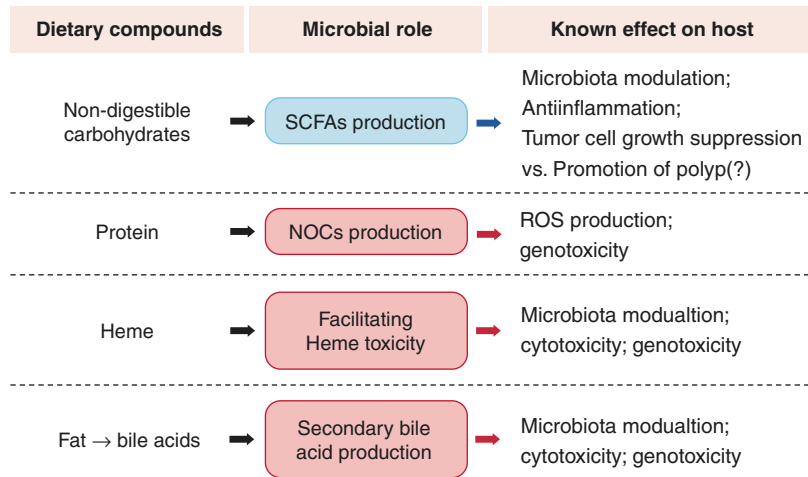 Dietary compounds
Microbial role
Known effect on host
Non-digestible
carbohydrates
SCFAs production
Microbiota modulation;
Antiinflammation;
Tumor cell growth suppression
vs. Promotion of polyp(?)
Protein
NOCs production
ROS production;
genotoxicity
Heme
Facilitating
Heme toxicity
Microbiota modualtion;
cytotoxicity; genotoxicity
Fat → bile acids
Secondary bile
acid production
Microbiota modualtion;
cytotoxicity; genotoxicity